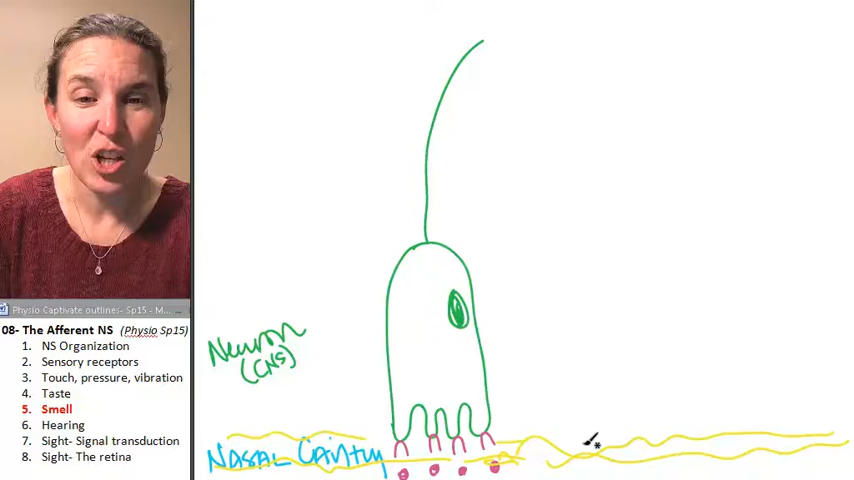 Physio Captivate outlines- Sp15 - M...
08- The Afferent NS (Physio Sp15)
1. NS Organization
2. Sensory receptors
3. Touch, pressure, vibration
4. Taste
5. Smell
6. Hearing
7. Sight- Signal transduction
8. Sight- The retina
Neuron
(CNS)
NASAL CAvity